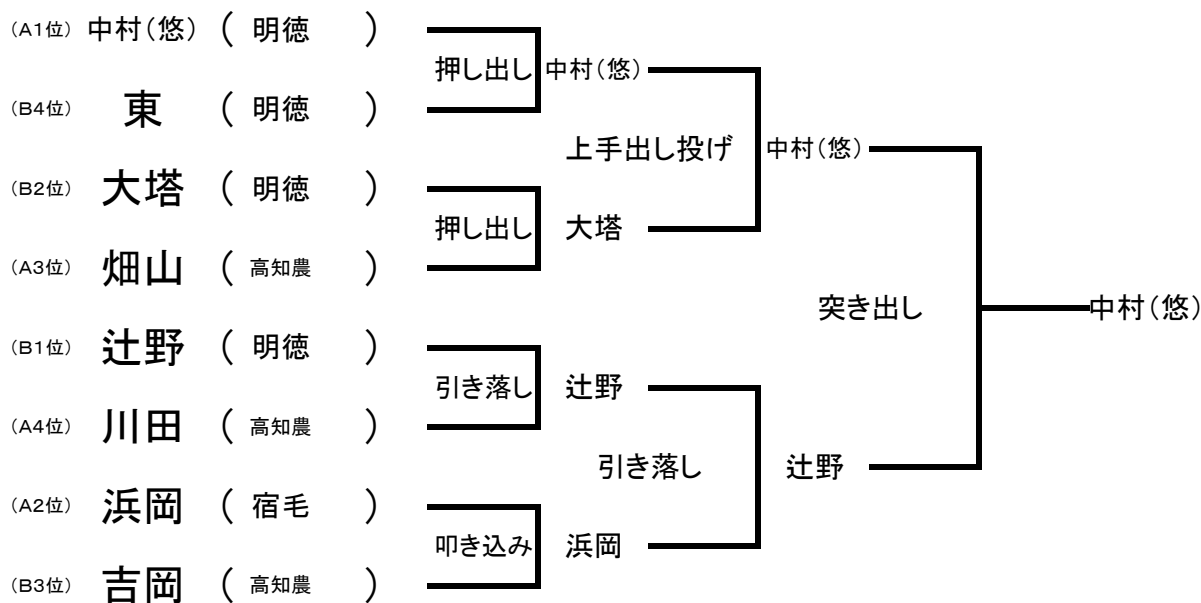 (A1位) 中村(悠) ( 明徳 )
押し出し 中村(悠)
(B4位) 東 ( 明徳 )
上手出し投げ 中村(悠)
(B2位) 大塔 ( 明徳 )
押し出し 大塔
(A3位) 畑山 ( 高知農 )
突き出し 中村(悠)
(B1位) 辻野 ( 明徳 )
引き落し 辻野
(A4位) 川田 ( 高知農 )
引き落し 辻野
(A2位) 浜岡 ( 宿毛 )
叩き込み 浜岡
(B3位) 吉岡 ( 高知農 )